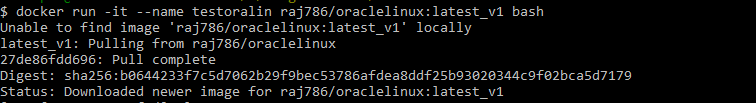 $ docker run -it --name testoralin raj786/oraclelinux:latest_v1 bash
Unable to find image 'raj786/oraclelinux:latest_v1' locally
latest_v1: Pulling from raj786/oraclelinux
27de86fdd696: Pull complete
Digest: sha256:b0644233f7c5d7062b29f9bec53786afdea8ddf25b93020344c9f02bca5d7179
Status: Downloaded newer image for raj786/oraclelinux:latest_v1